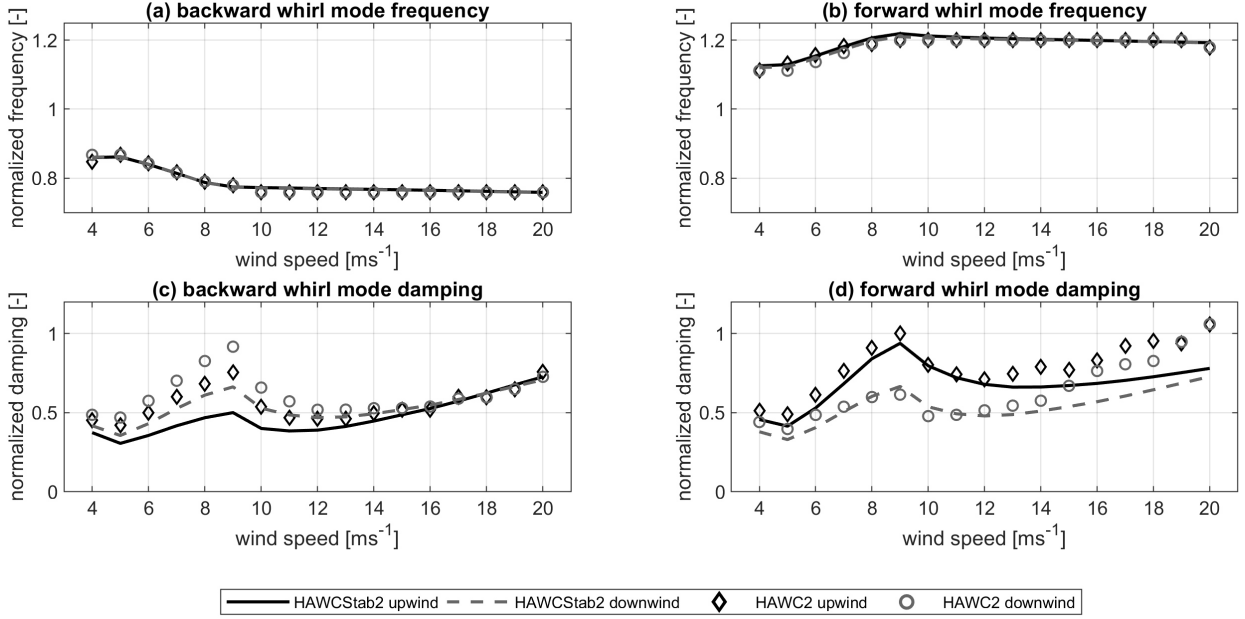 (a) backward whirl mode frequency
normalized frequency [-]
1.2
1
0.8
4 6 8 10 12 14 16 18 20
wind speed [ms⁻¹]
(b) forward whirl mode frequency
normalized frequency [-]
1.2
1
0.8
4 6 8 10 12 14 16 18 20
wind speed [ms⁻¹]
(c) backward whirl mode damping
normalized damping [-]
1
0.5
0
4 6 8 10 12 14 16 18 20
wind speed [ms⁻¹]
(d) forward whirl mode damping
normalized damping [-]
1
0.5
0
4 6 8 10 12 14 16 18 20
wind speed [ms⁻¹]
HAWCStab2 upwind HAWCStab2 downwind HAWC2 upwind HAWC2 downwind